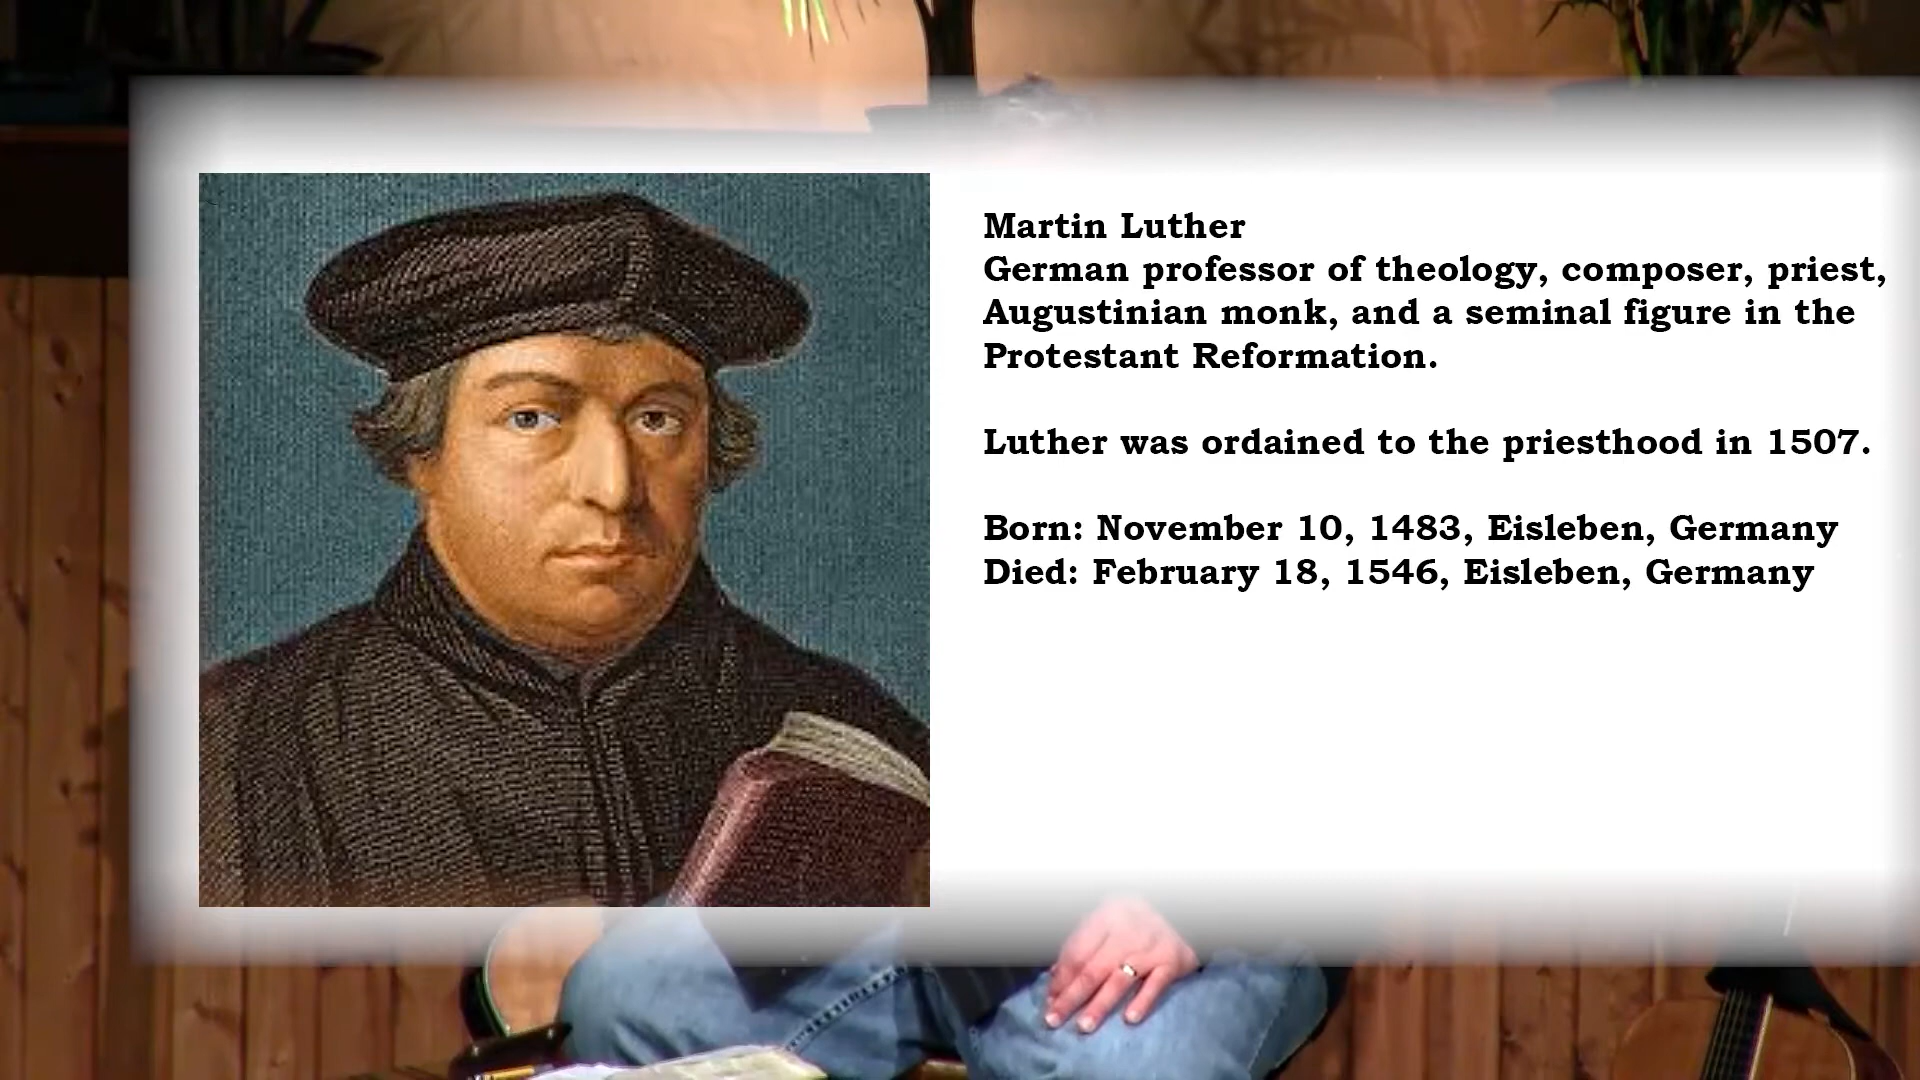 Martin Luther
German professor of theology, composer, priest,
Augustinian monk, and a seminal figure in the
Protestant Reformation.
Luther was ordained to the priesthood in 1507.
Born: November 10, 1483, Eisleben, Germany
Died: February 18, 1546, Eisleben, Germany